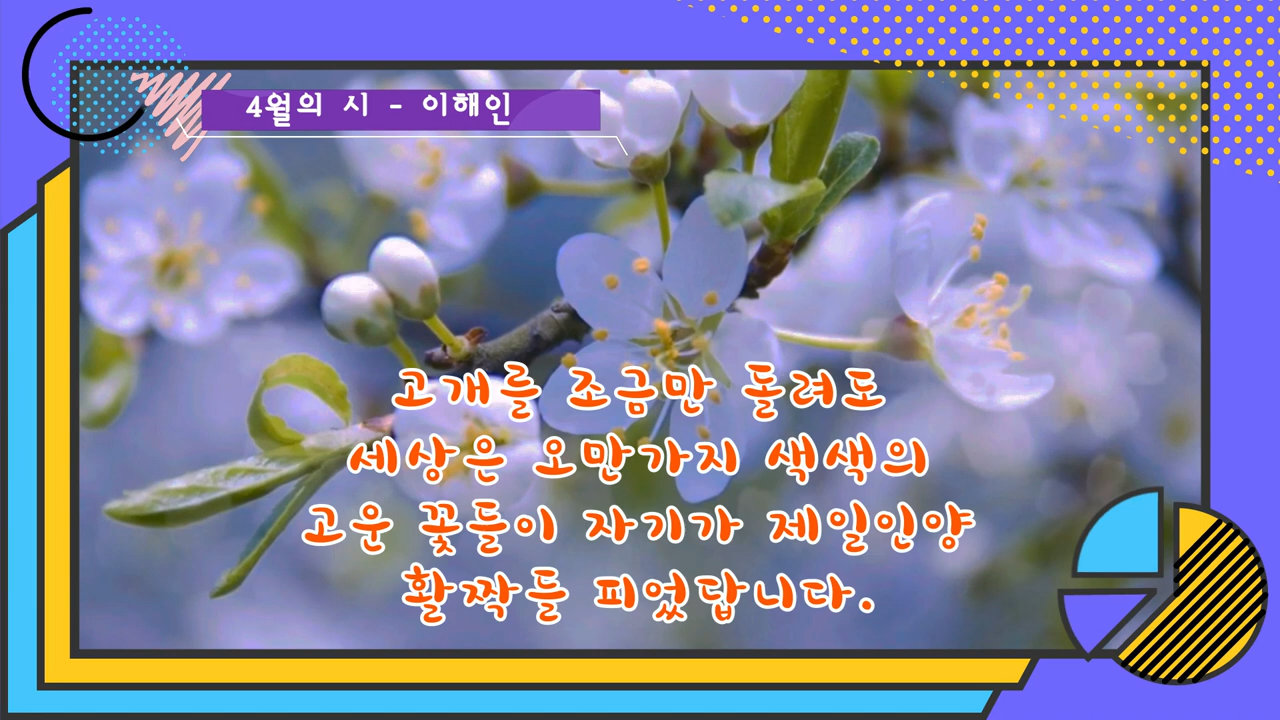 4월의 시 - 이해인
고개를 조금만 돌려도
세상은 오만가지 색색의
고운 꽃들이 자기가 제일인양
활짝들 피었답니다.